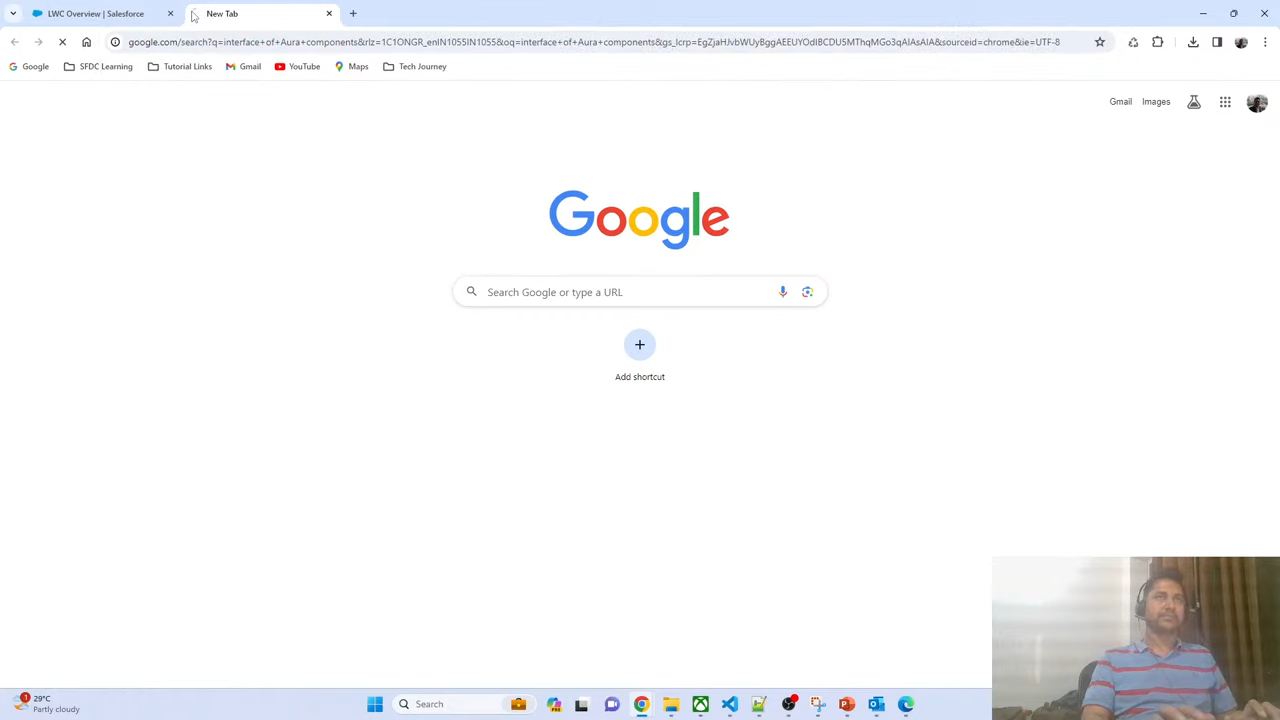 LWC Overview | Salesforce
New Tab
google.com/search?q=interface+of+Aura+components&rlz=1C1ONGR_enIN1055IN1055&oq=interface+of+Aura+components&gs_lcrp=EgZjaHJvbWUyBggAEEUYOdIBCDU5MThqMGo3qAIAsAIA&sourceid=chrome&ie=UTF-8
Google
SFDC Learning
Tutorial Links
Gmail
YouTube
Maps
Tech Journey
Gmail
Images
Google
Search Google or type a URL
Add shortcut
1
29°C
Partly cloudy
Search